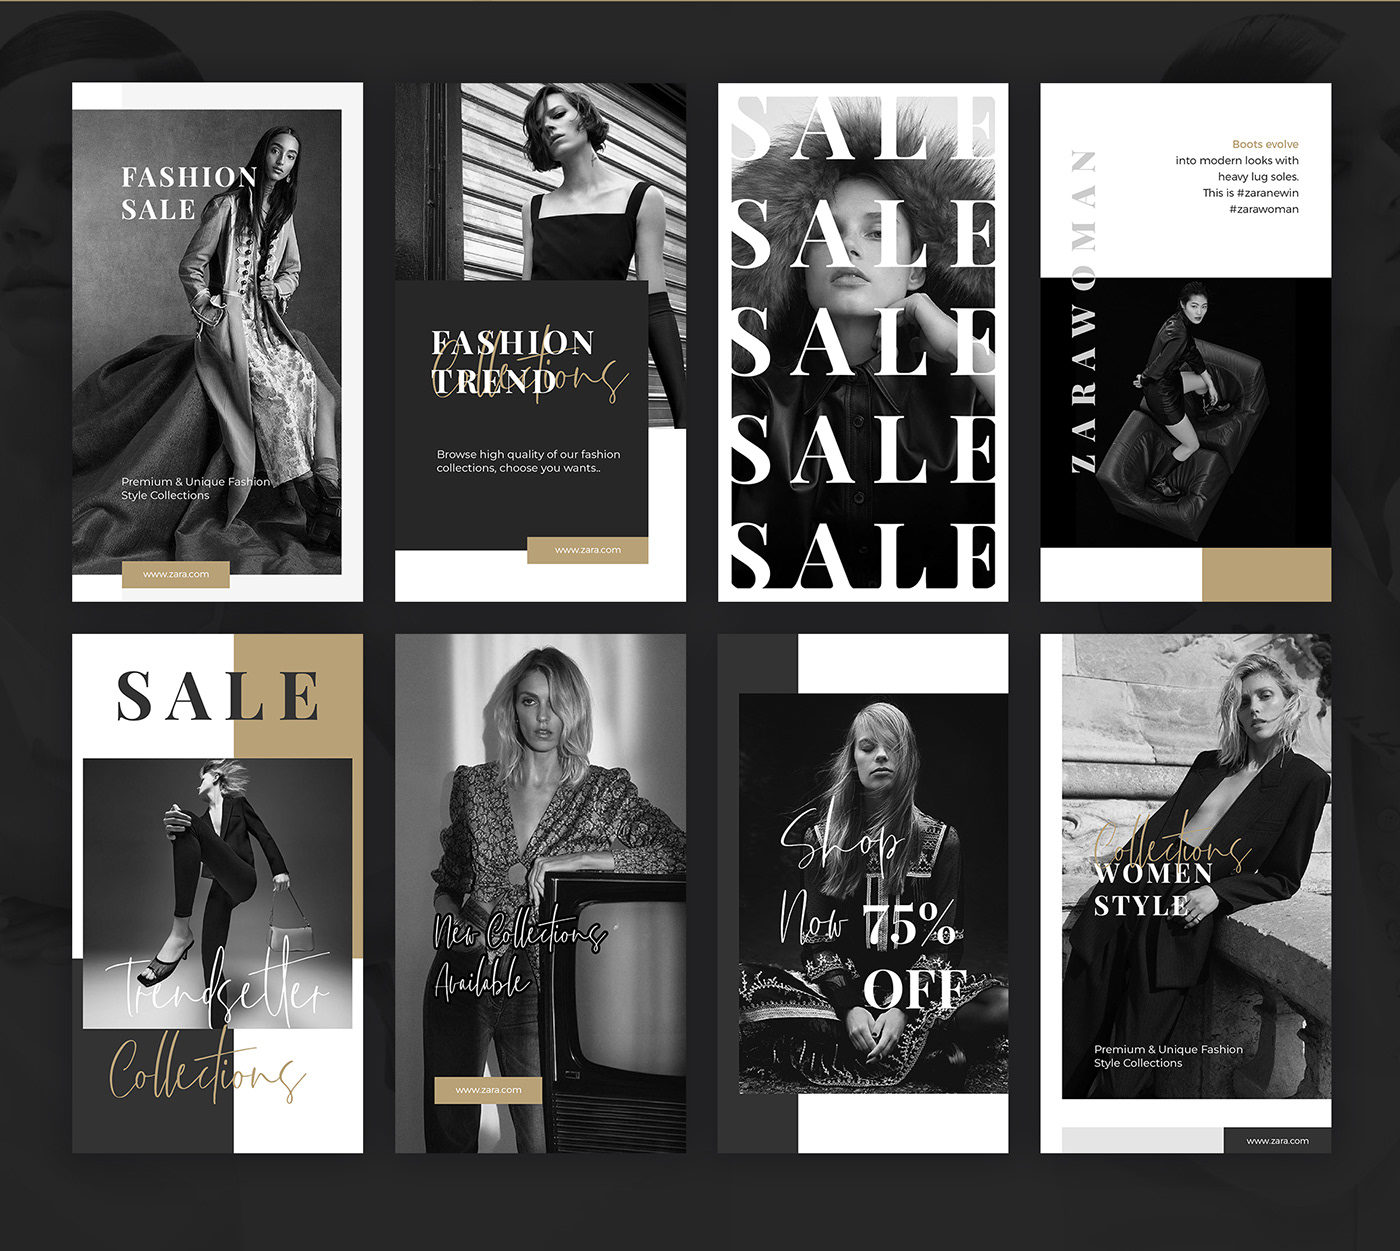 FASHION
SALE
Premium & Unique Fashion
Style Collections
www.zara.com
FASHION
TREND
Collections
Browse high quality of our fashion
collections, choose you wants..
www.zara.com
SALE
SALE
SALE
SALE
SALE
Boots evolve
into modern looks with
heavy lug soles.
This is #zaranewin
#zarawoman
ZARAWOMAN
SALE
Trendsetter
Collections
New Collections
Available
www.zara.com
Shop
Now 75%
OFF
Collections
WOMEN
STYLE
Premium & Unique Fashion
Style Collections
www.zara.com